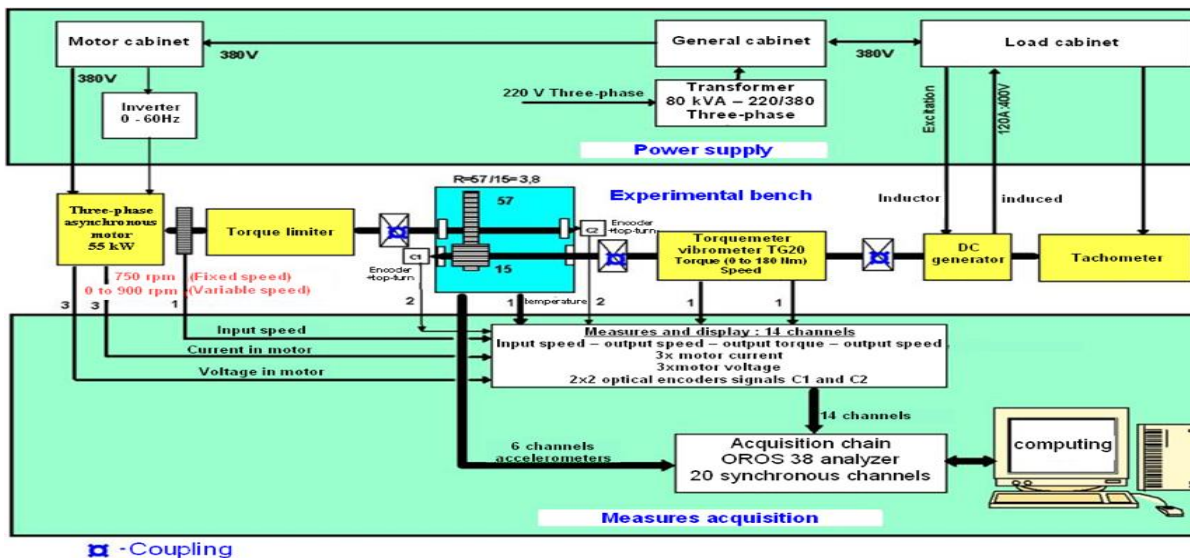 Motor cabinet
General cabinet
Load cabinet
380V
380V
380V
Inverter
0 - 60Hz
220 V Three-phase
Transformer
80 kVA – 220/380
Three-phase
Excitation
120A:400V
Power supply
R=57/15=3,8
Experimental bench
Inductor
induced
Three-phase
asynchronous
motor
55 kW
Torque limiter
57
15
C2
Encoder
+top-turn
C1
Encoder
+top-turn
Torquemeter
vibrometer TG20
Torque (0 to 180 Nm)
Speed
DC
generator
Tachometer
750 rpm (Fixed speed)
0 to 900 rpm (Variable speed)
3 3 1
2 1 temperature 2 1 1
Input speed
Current in motor
Voltage in motor
Measures and display : 14 channels
Input speed – output speed – output torque – output speed
3x motor current
3xmotor voltage
2x2 optical encoders signals C1 and C2
14 channels
6 channels
accelerometers
Acquisition chain
OROS 38 analyzer
20 synchronous channels
computing
Measures acquisition
-Coupling